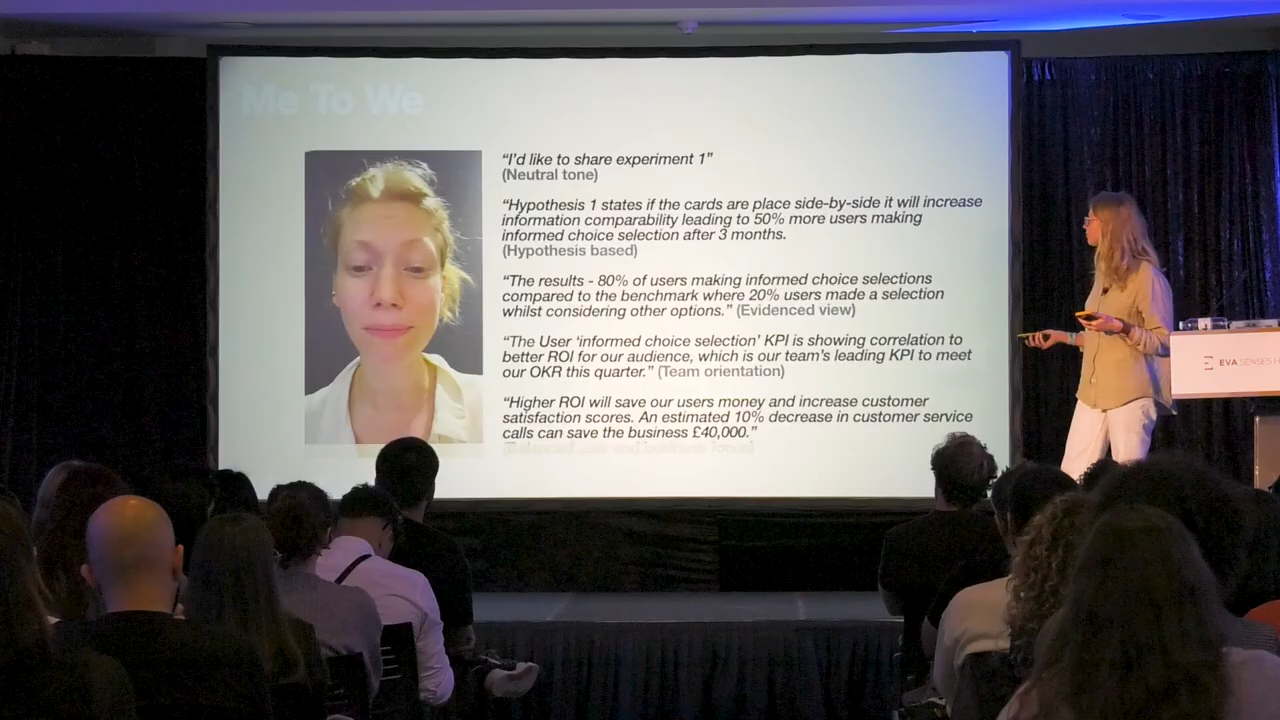 Me To We
“I’d like to share experiment 1”
(Neutral tone)
“Hypothesis 1 states if the cards are place side-by-side it will increase
information comparability leading to 50% more users making
informed choice selection after 3 months.
(Hypothesis based)
“The results - 80% of users making informed choice selections
compared to the benchmark where 20% users made a selection
whilst considering other options.” (Evidenced view)
“The User ‘informed choice selection’ KPI is showing correlation to
better ROI for our audience, which is our team’s leading KPI to meet
our OKR this quarter.” (Team orientation)
“Higher ROI will save our users money and increase customer
satisfaction scores. An estimated 10% decrease in customer service
calls can save the business £40,000.”
EVA SENSES H